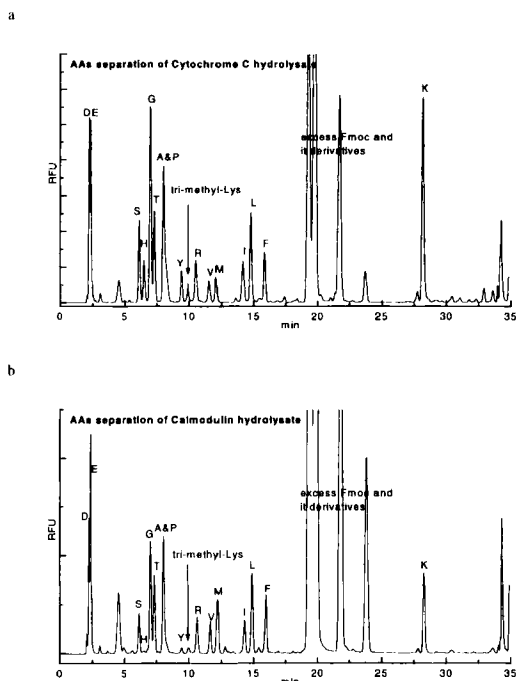 a
AAs separation of Cytochrome C hydrolysate
K
G
D E
A&P
excess Fmoc and
it derivatives
tri-methyl-Lys
T
L
S
H
F
Y
R
I
V M
RFU
0 5 10 15 20 25 30 35
min
b
AAs separation of Calmodulin hydrolysate
E
D
A&P
G
excess Fmoc and
it derivatives
tri-methyl-Lys
T
L
K
M
F
S
R
V
I
H
Y
RFU
0 5 10 15 20 25 30 35
min